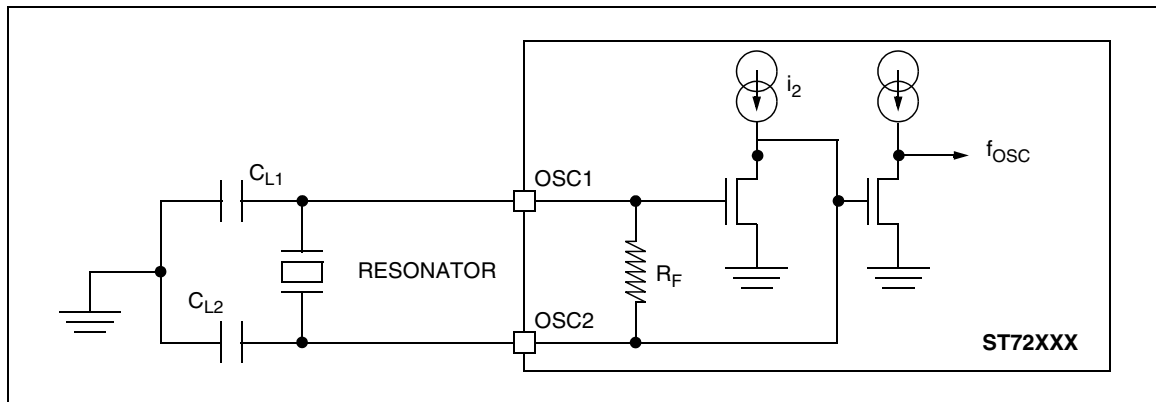 i2
fOSC
CL1
OSC1
RESONATOR
RF
CL2
OSC2
ST72XXX